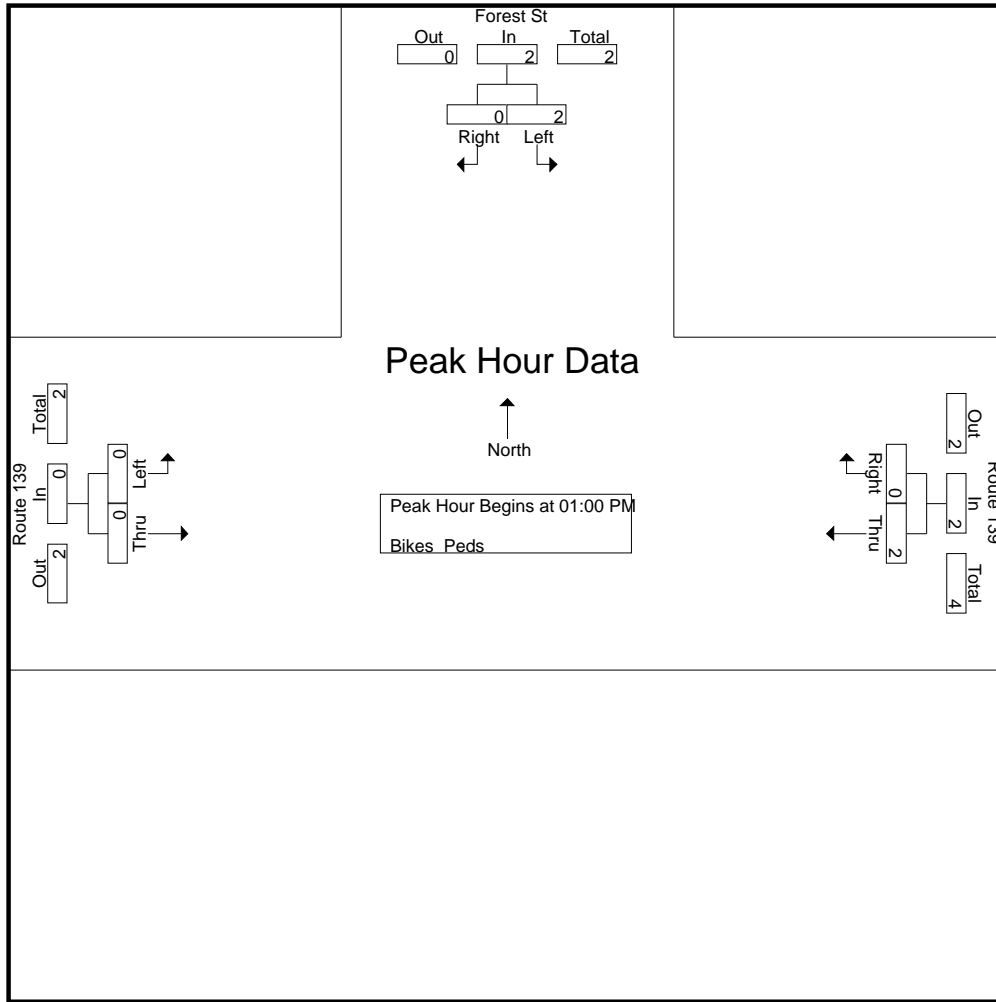 Forest St
Out In Total
0 2 2
0 2
Right Left
Peak Hour Data
North
Peak Hour Begins at 01:00 PM
Bikes Peds
Route 139
Total In Out
2 0 2
0 0
Left Thru
Route 139
Out In Total
2 2 4
0 2
Right Thru